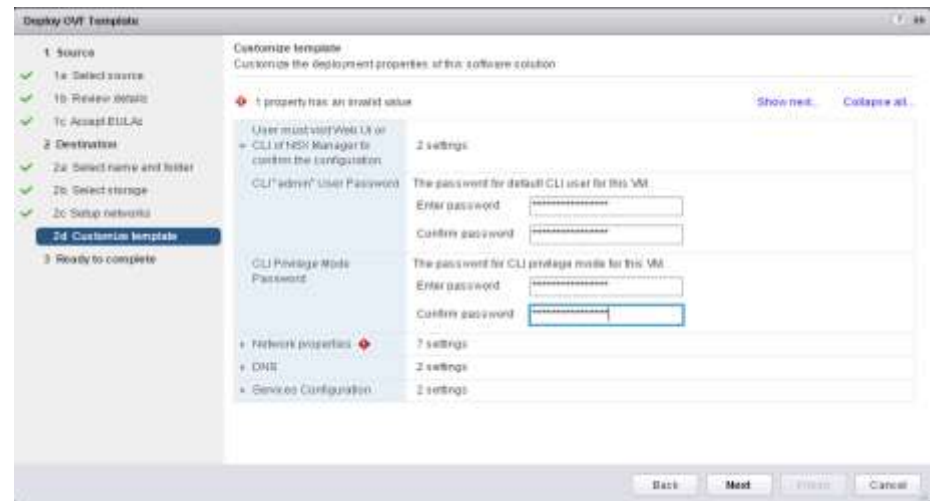 Deploy OVF Template
1 Source
1a Select source
1b Review details
1c Accept EULAs
2 Destination
2a Select name and folder
2b Select storage
2c Setup networks
2d Customize template
3 Ready to complete
Customize template
Customize the deployment properties of this software solution
1 property has an invalid value
Show next...
Collapse all...
User must visit Web UI or
CLI of NSX Manager to
confirm the configuration.
2 settings
CLI "admin" User Password
The password for default CLI user for this VM.
Enter password
****************
Confirm password
****************
CLI Privilege Mode
Password
The password for CLI privilege mode for this VM.
Enter password
****************
Confirm password
****************
Network properties
7 settings
DNS
2 settings
Services Configuration
2 settings
Back
Next
Finish
Cancel